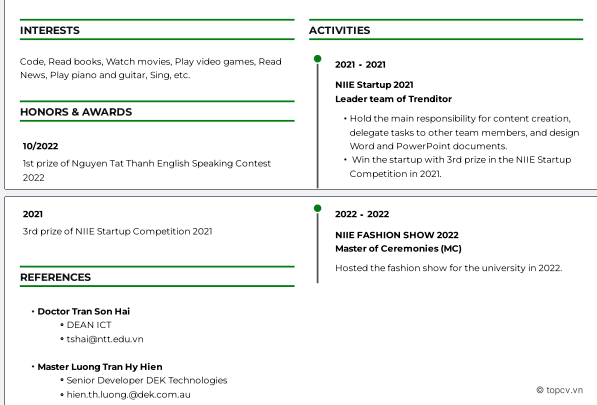 INTERESTS
Code, Read books, Watch movies, Play video games, Read
News, Play piano and guitar, Sing, etc.
HONORS & AWARDS
10/2022
1st prize of Nguyen Tat Thanh English Speaking Contest
2022
ACTIVITIES
2021 - 2021
NIIE Startup 2021
Leader team of Trenditor
• Hold the main responsibility for content creation,
delegate tasks to other team members, and design
Word and PowerPoint documents.
• Win the startup with 3rd prize in the NIIE Startup
Competition in 2021.
2021
3rd prize of NIIE Startup Competition 2021
REFERENCES
• Doctor Tran Son Hai
• DEAN ICT
• tshai@ntt.edu.vn
• Master Luong Tran Hy Hien
• Senior Developer DEK Technologies
• hien.th.luong.@dek.com.au
2022 - 2022
NIIE FASHION SHOW 2022
Master of Ceremonies (MC)
Hosted the fashion show for the university in 2022.
© topcv.vn